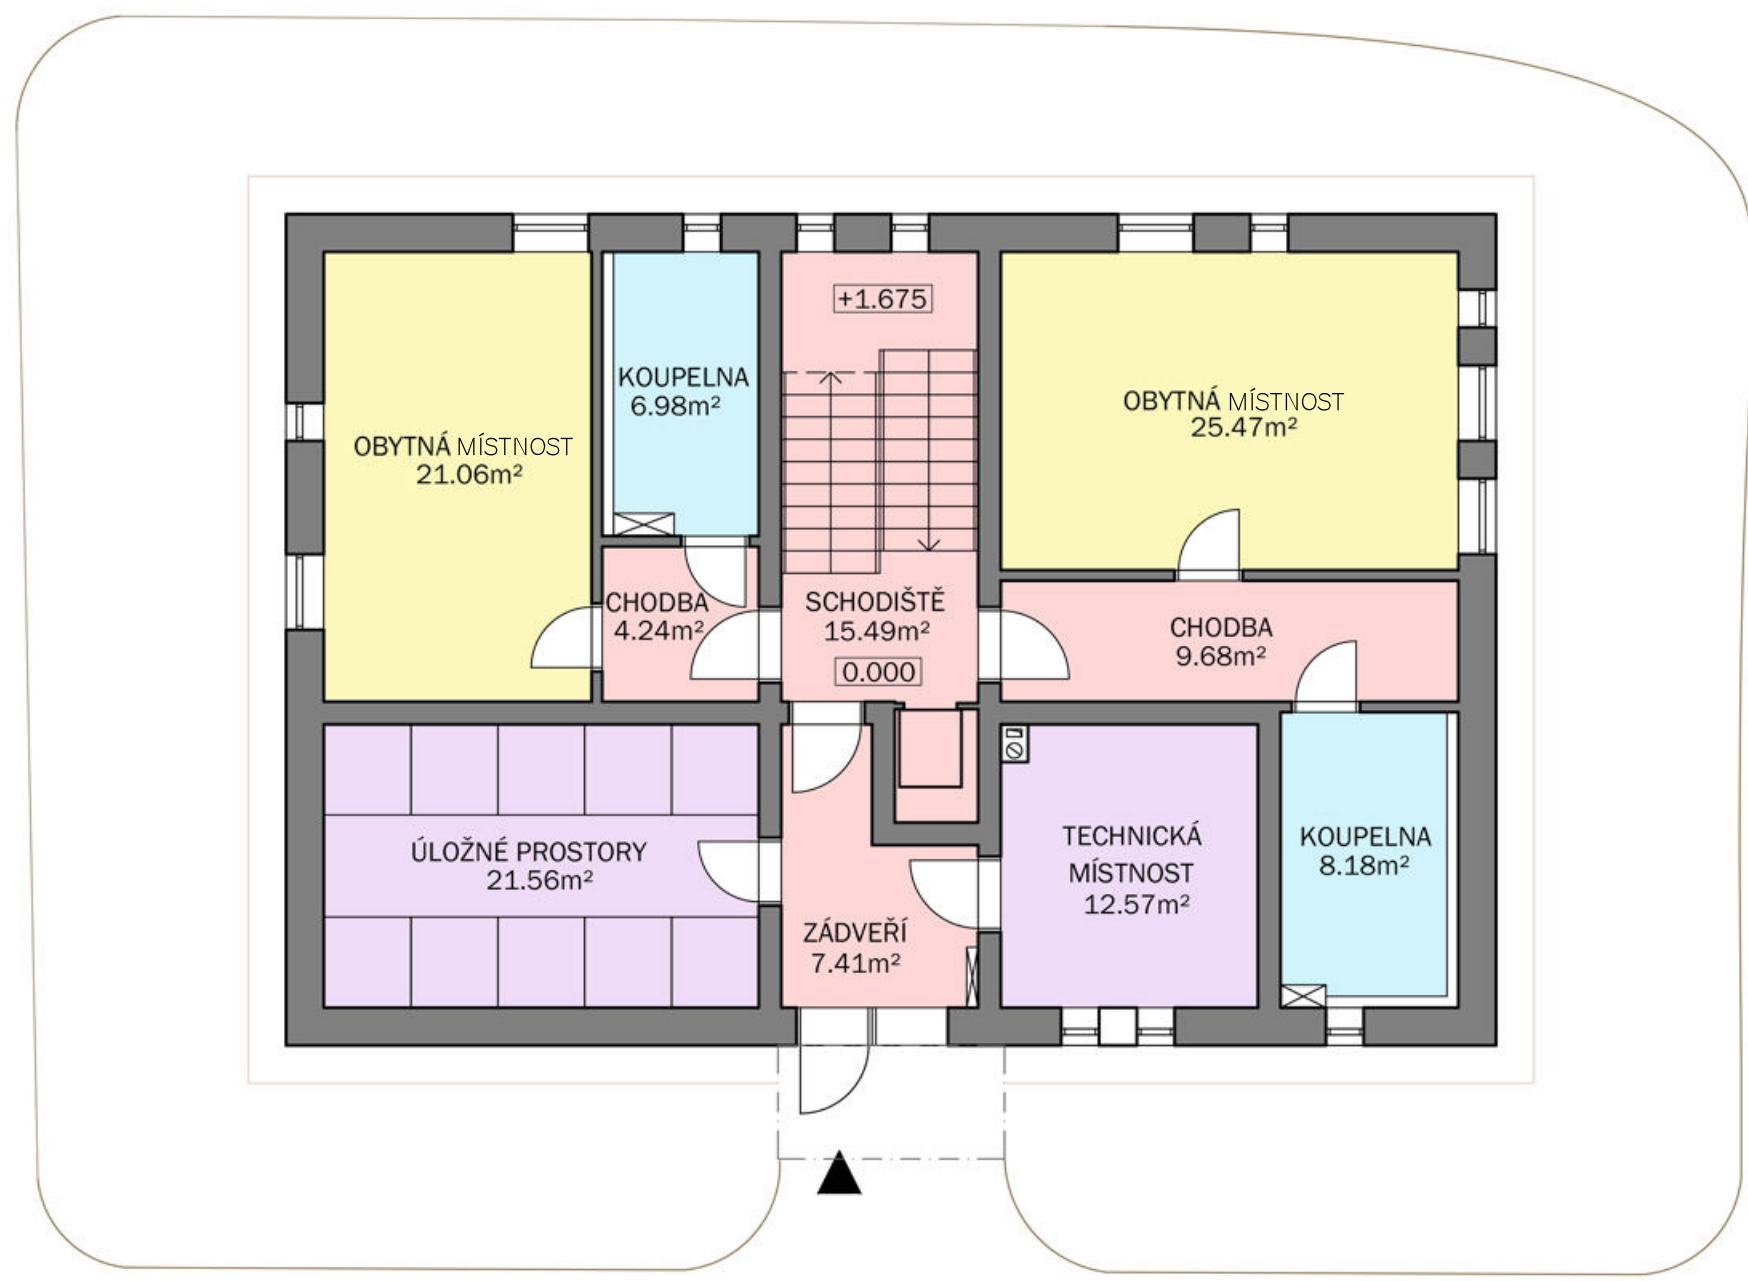 +1.675
KOUPELNA
6.98m²
OBYTNÁ MÍSTNOST
25.47m²
OBYTNÁ MÍSTNOST
21.06m²
CHODBA
4.24m²
SCHODIŠTĚ
15.49m²
0.000
CHODBA
9.68m²
ÚLOŽNÉ PROSTORY
21.56m²
TECHNICKÁ
MÍSTNOST
12.57m²
KOUPELNA
8.18m²
ZÁDVEŘÍ
7.41m²